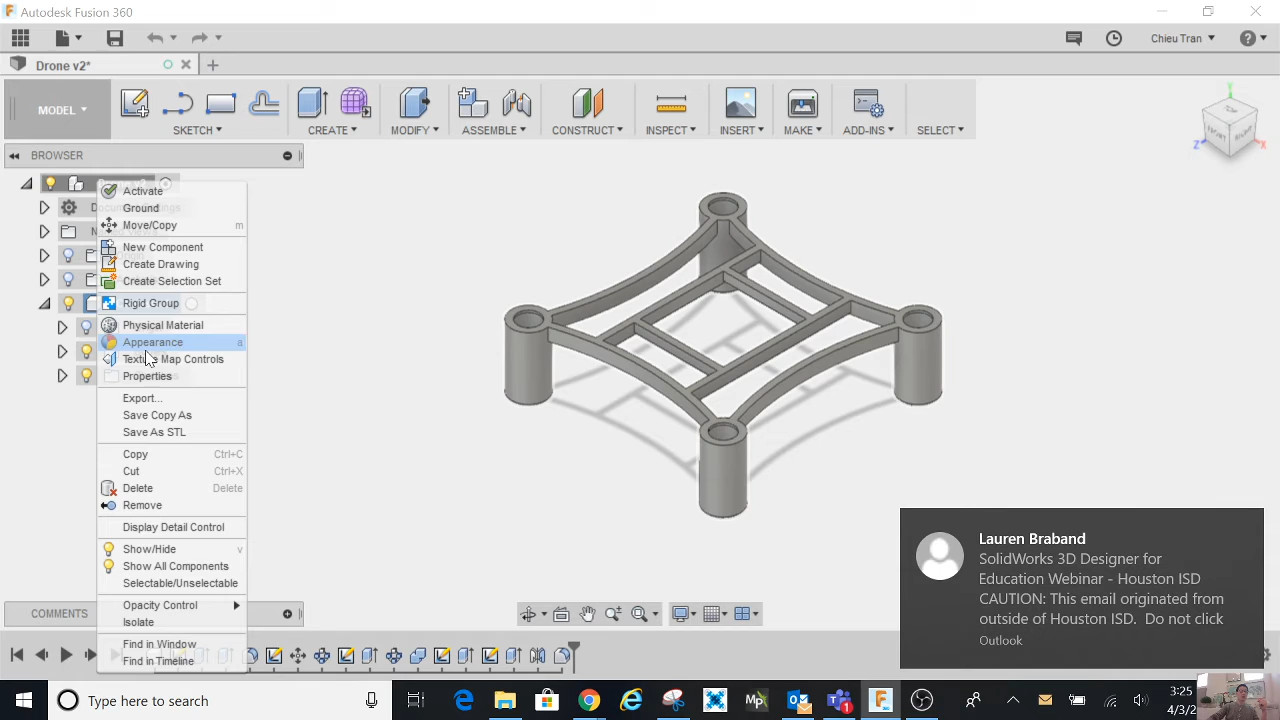 Autodesk Fusion 360
Chieu Tran
Drone v2*
MODEL
SKETCH
CREATE
MODIFY
ASSEMBLE
CONSTRUCT
INSPECT
INSERT
MAKE
ADD-INS
SELECT
BROWSER
FRONT
RIGHT
Z
X
Y
Activate
Ground
Move/Copy m
New Component
Create Drawing
Create Selection Set
Rigid Group
Physical Material
Appearance a
Texture Map Controls
Properties
Export...
Save Copy As
Save As STL
Copy Ctrl+C
Cut Ctrl+X
Delete Delete
Remove
Display Detail Control
Show/Hide v
Show All Components
Selectable/Unselectable
Opacity Control
Isolate
Find in Window
Find in Timeline
COMMENTS
Lauren Braband
SolidWorks 3D Designer for
Education Webinar - Houston ISD
CAUTION: This email originated from
outside of Houston ISD. Do not click
Outlook
Type here to search
3:25